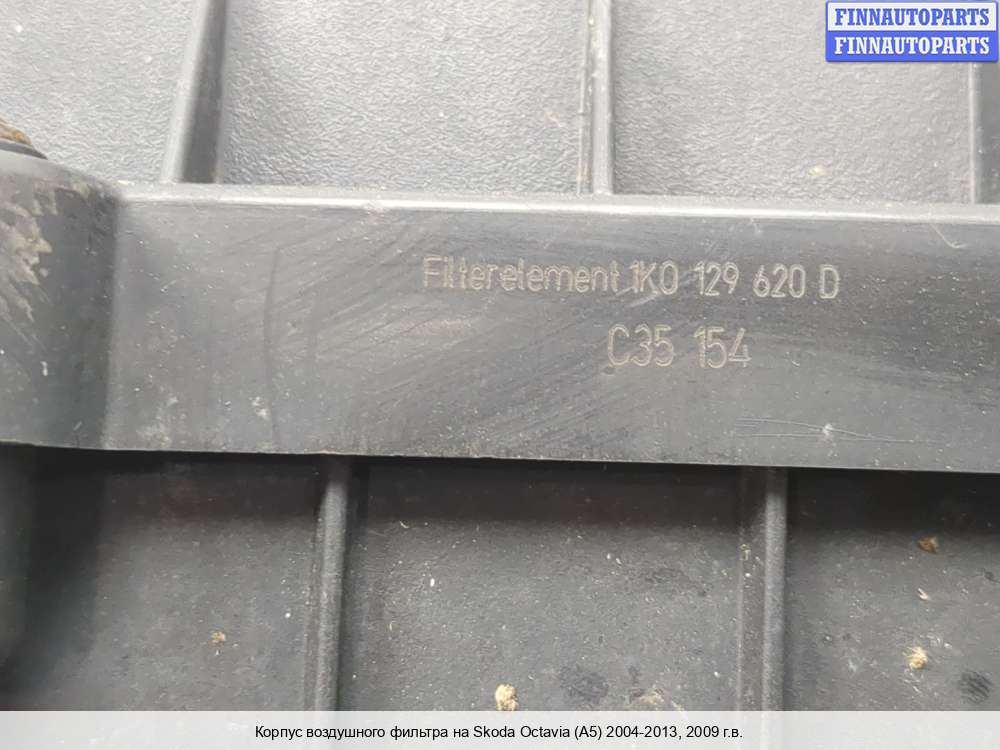 FINNAUTOPARTS
FINNAUTOPARTS
Filterelement 1K0 129 620 D
C35 154
Корпус воздушного фильтра на Skoda Octavia (A5) 2004-2013, 2009 г.в.